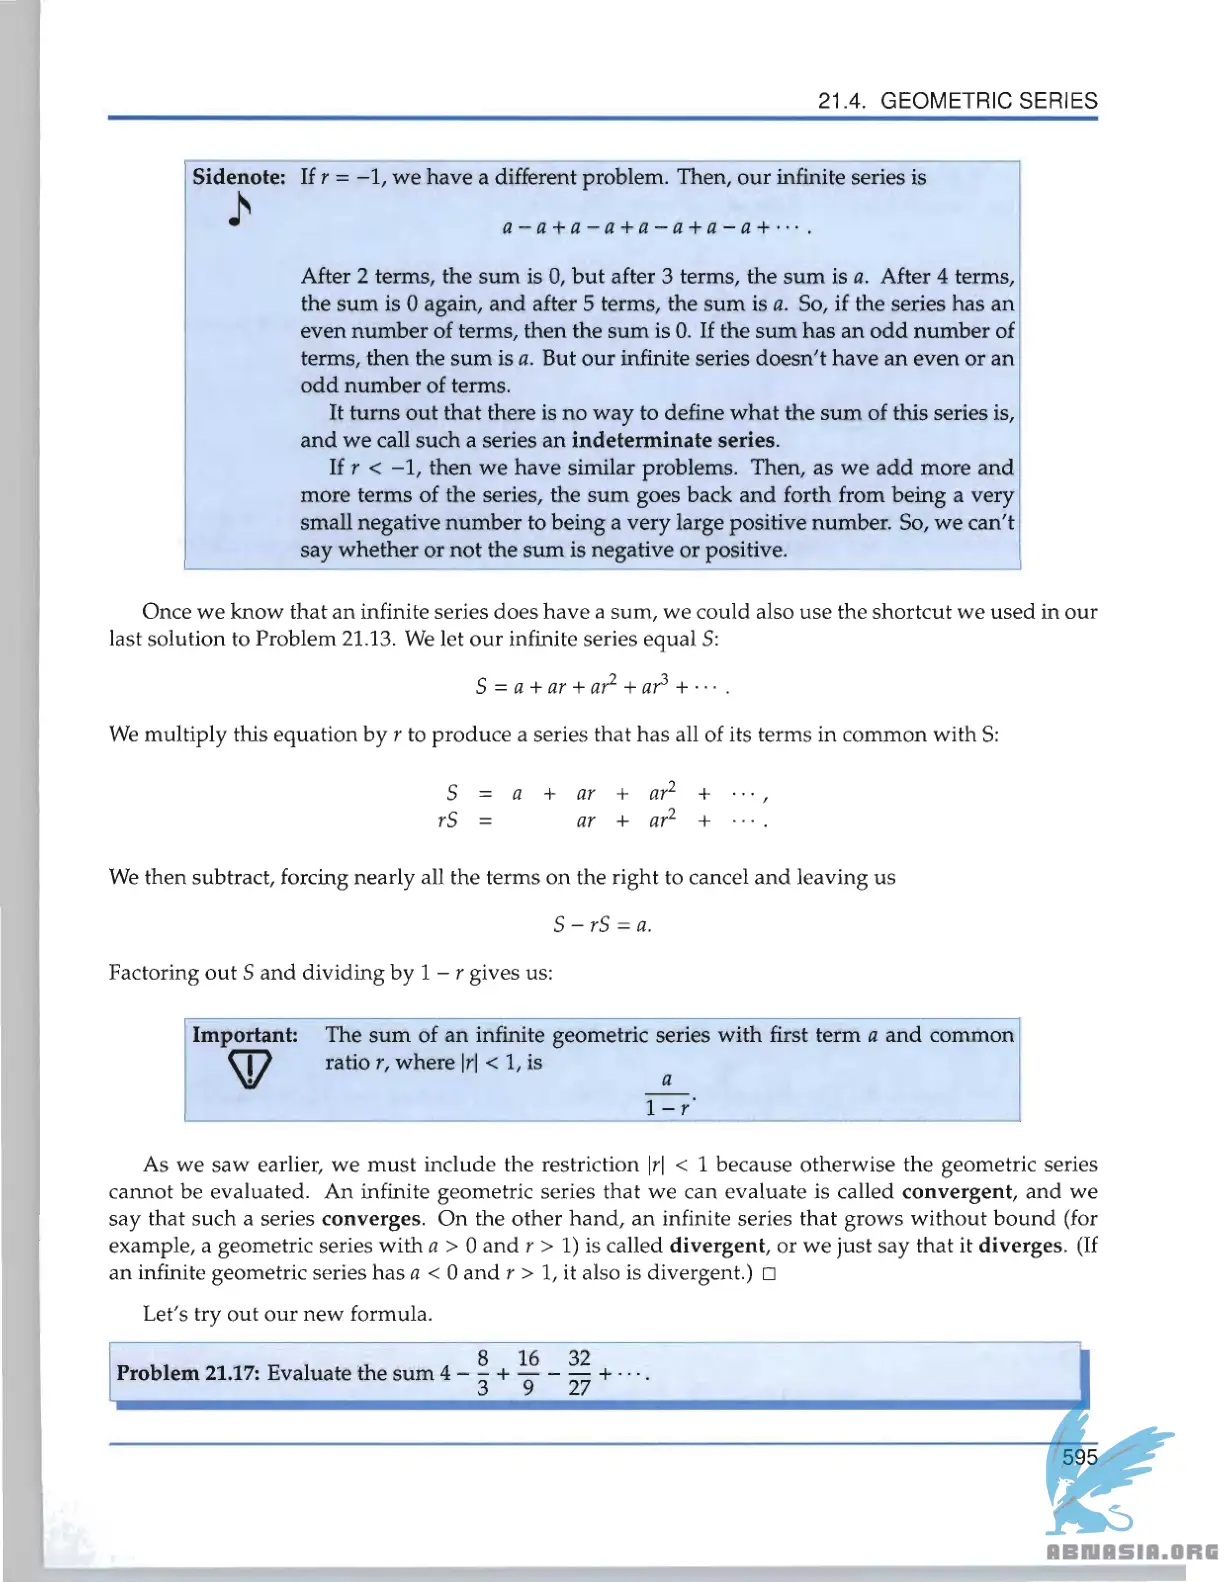 21.4. GEOMETRIC SERIES
Sidenote: If r = −1, we have a different problem. Then, our infinite series is
a − a + a − a + a − a + a − a + ··· .
After 2 terms, the sum is 0, but after 3 terms, the sum is a. After 4 terms,
the sum is 0 again, and after 5 terms, the sum is a. So, if the series has an
even number of terms, then the sum is 0. If the sum has an odd number of
terms, then the sum is a. But our infinite series doesn't have an even or an
odd number of terms.
It turns out that there is no way to define what the sum of this series is,
and we call such a series an indeterminate series.
If r < −1, then we have similar problems. Then, as we add more and
more terms of the series, the sum goes back and forth from being a very
small negative number to being a very large positive number. So, we can't
say whether or not the sum is negative or positive.
Once we know that an infinite series does have a sum, we could also use the shortcut we used in our
last solution to Problem 21.13. We let our infinite series equal S:
S = a + ar + ar² + ar³ + ··· .
We multiply this equation by r to produce a series that has all of its terms in common with S:
S = a + ar + ar² + ··· ,
rS = ar + ar² + ··· .
We then subtract, forcing nearly all the terms on the right to cancel and leaving us
S − rS = a.
Factoring out S and dividing by 1 − r gives us:
Important: The sum of an infinite geometric series with first term a and common
ratio r, where |r| < 1, is
a
1 − r .
As we saw earlier, we must include the restriction |r| < 1 because otherwise the geometric series
cannot be evaluated. An infinite geometric series that we can evaluate is called convergent, and we
say that such a series converges. On the other hand, an infinite series that grows without bound (for
example, a geometric series with a > 0 and r > 1) is called divergent, or we just say that it diverges. (If
an infinite geometric series has a < 0 and r > 1, it also is divergent.) □
Let's try out our new formula.
Problem 21.17: Evaluate the sum 4 − 8/3 + 16/9 − 32/27 + ··· .
595
ABNASIA.ORG